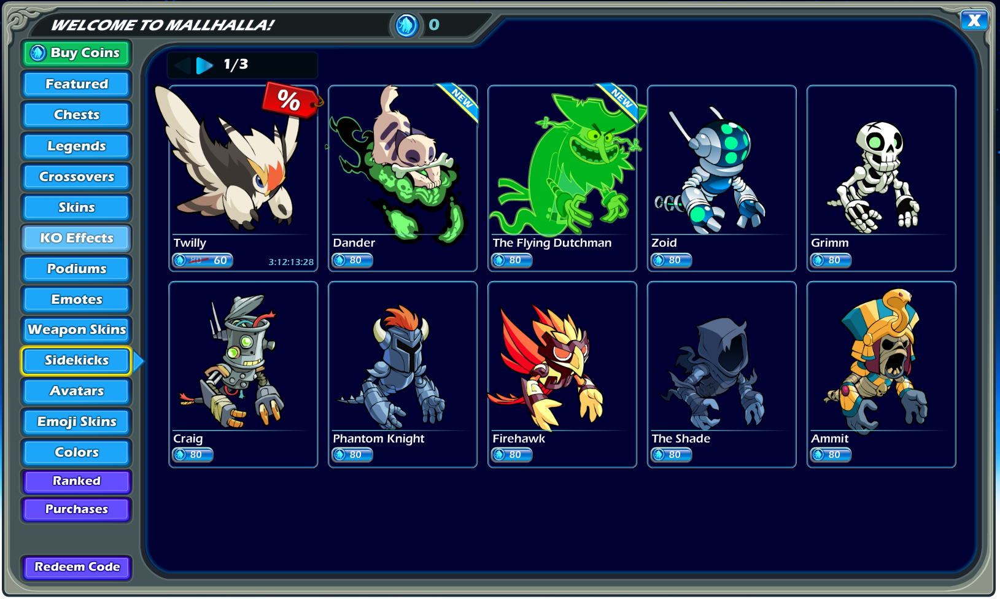 WELCOME TO MALLHALLA!
0
X
Buy Coins
Featured
Chests
Legends
Crossovers
Skins
KO Effects
Podiums
Emotes
Weapon Skins
Sidekicks
Avatars
Emoji Skins
Colors
Ranked
Purchases
Redeem Code
1/3
%
Twilly
80 60
3:12:13:28
NEW
Dander
80
NEW
The Flying Dutchman
80
Zoid
80
Grimm
80
Craig
80
Phantom Knight
80
Firehawk
80
The Shade
80
Ammit
80